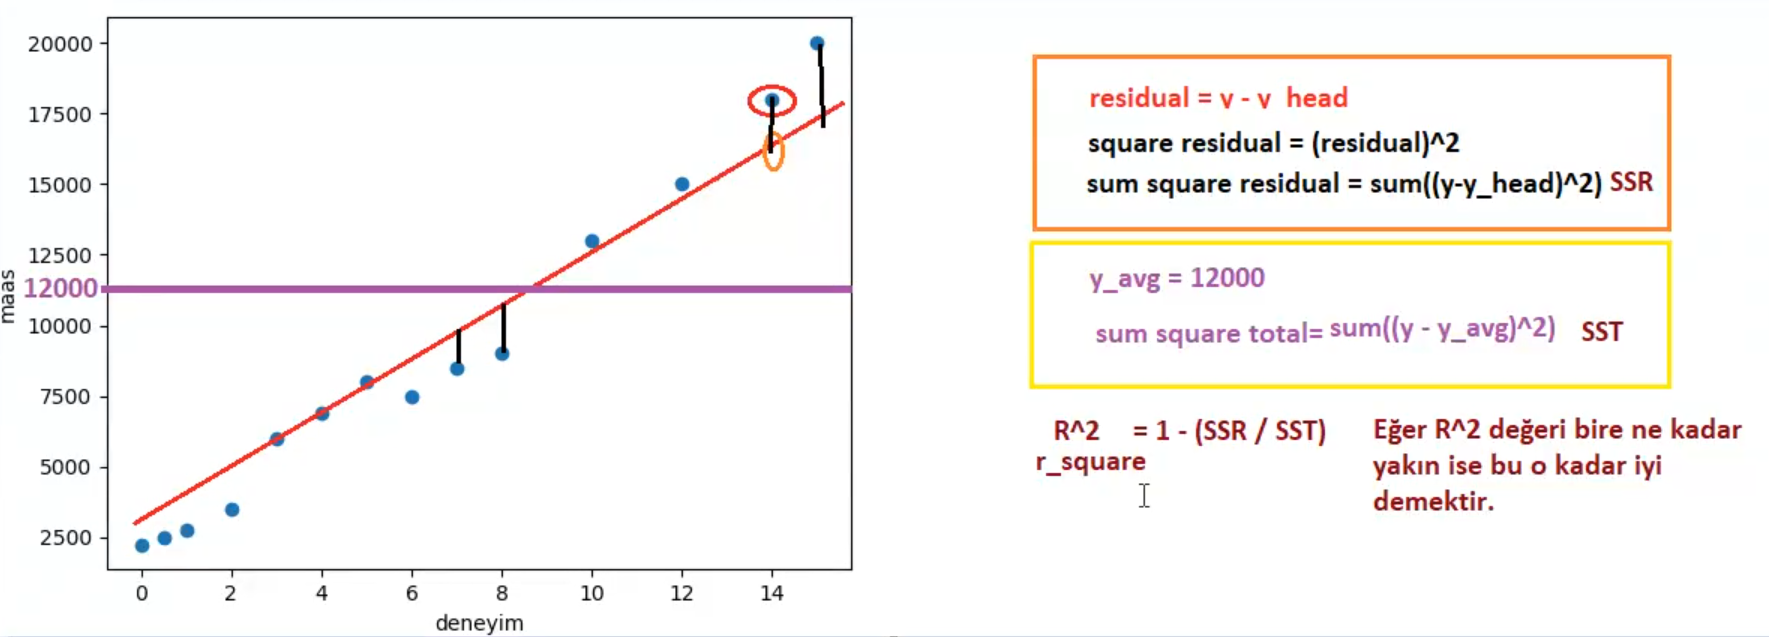 20000
17500
15000
12500
12000
10000
7500
5000
2500
maas
0 2 4 6 8 10 12 14
deneyim
residual = y - y head
square residual = (residual)^2
sum square residual = sum((y-y_head)^2) SSR
y_avg = 12000
sum square total= sum((y - y_avg)^2) SST
R^2 = 1 - (SSR / SST)
r_square
Eğer R^2 değeri bire ne kadar
yakın ise bu o kadar iyi
demektir.